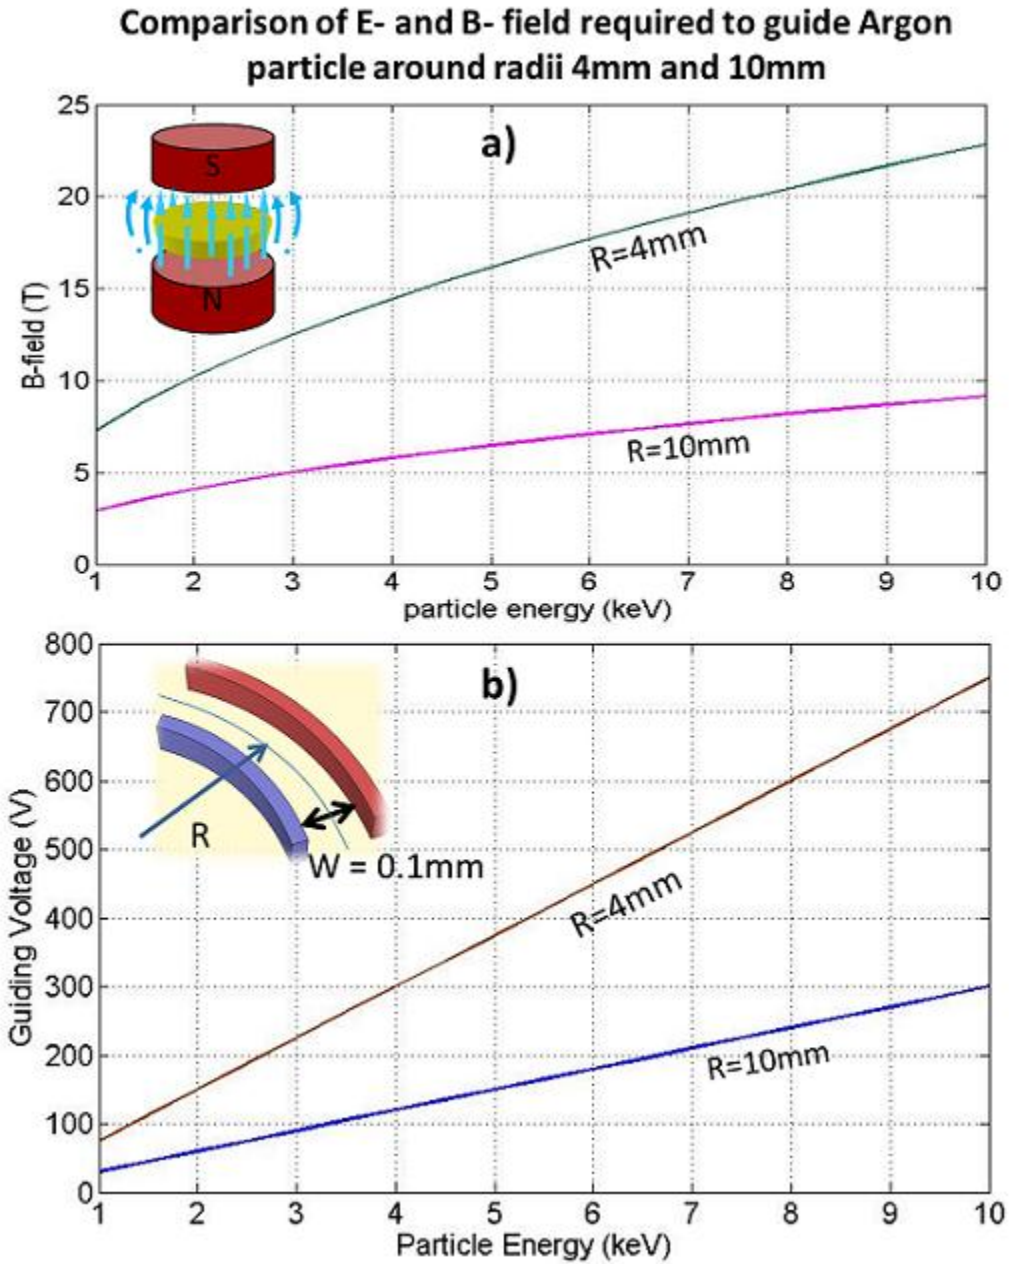 Comparison of E- and B- field required to guide Argon
particle around radii 4mm and 10mm
25
20
15
10
5
0
B-field (T)
a)
S
N
R=4mm
R=10mm
1 2 3 4 5 6 7 8 9 10
particle energy (keV)
800
700
600
500
400
300
200
100
0
Guiding Voltage (V)
b)
R
W = 0.1mm
R=4mm
R=10mm
1 2 3 4 5 6 7 8 9 10
Particle Energy (keV)